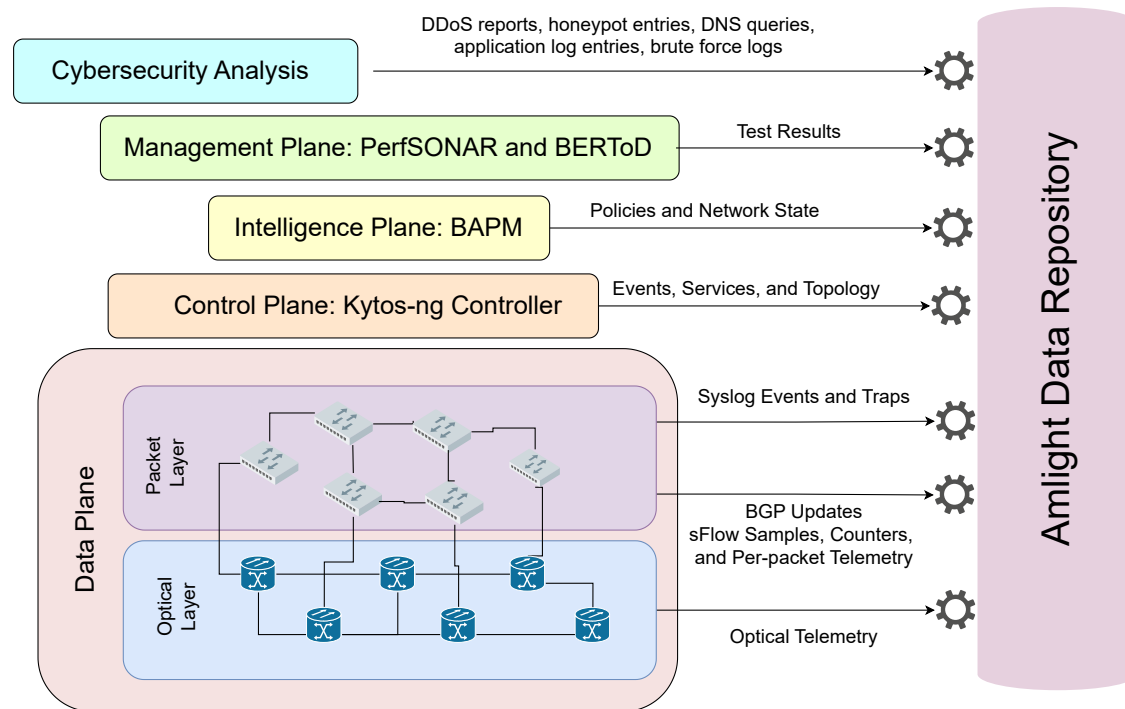 DDoS reports, honeypot entries, DNS queries,
application log entries, brute force logs
Cybersecurity Analysis
Management Plane: PerfSONAR and BERToD
Test Results
Intelligence Plane: BAPM
Policies and Network State
Control Plane: Kytos-ng Controller
Events, Services, and Topology
Data Plane
Packet
Layer
Syslog Events and Traps
BGP Updates
sFlow Samples, Counters,
and Per-packet Telemetry
Optical
Layer
Optical Telemetry
Amlight Data Repository